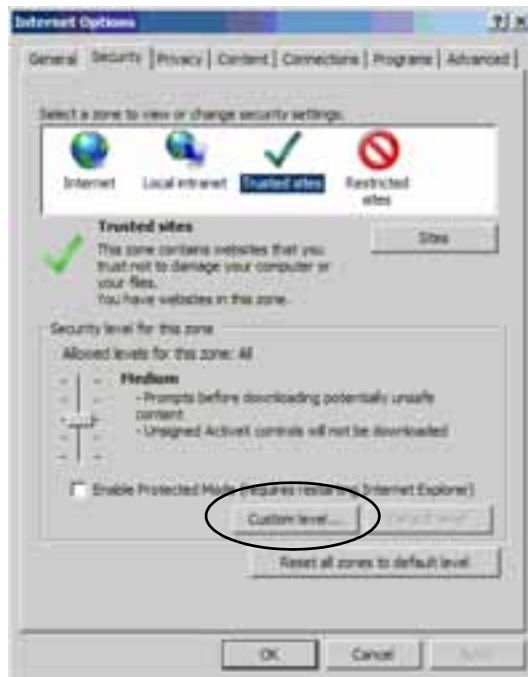 Internet Options
General Security Privacy Content Connections Programs Advanced
Select a zone to view or change security settings.
Internet Local intranet Trusted sites Restricted
sites
Trusted sites
Sites
This zone contains websites that you
trust not to damage your computer or
your files.
You have websites in this zone.
Security level for this zone
Allowed levels for this zone: All
Medium
- Prompts before downloading potentially unsafe
content
- Unsigned ActiveX controls will not be downloaded
Enable Protected Mode (requires restarting Internet Explorer)
Custom level... Default level
Reset all zones to default level
OK Cancel Apply